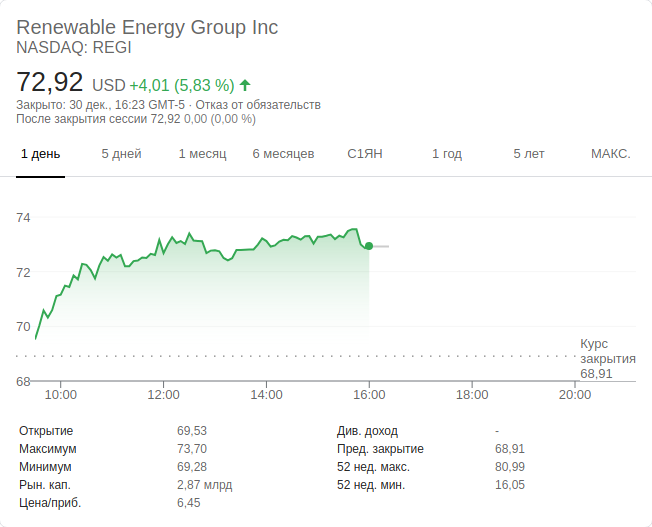 Renewable Energy Group Inc
NASDAQ: REGI
72,92 USD +4,01 (5,83 %)
Закрыто: 30 дек., 16:23 GMT-5 · Отказ от обязательств
После закрытия сессии 72,92 0,00 (0,00 %)
1 день 5 дней 1 месяц 6 месяцев С1ЯН 1 год 5 лет МАКС.
74
72
70
Курс
закрытия
68,91
68
10:00 12:00 14:00 16:00 18:00 20:00
Открытие 69,53 Див. доход -
Максимум 73,70 Пред. закрытие 68,91
Минимум 69,28 52 нед. макс. 80,99
Рын. кап. 2,87 млрд 52 нед. мин. 16,05
Цена/приб. 6,45